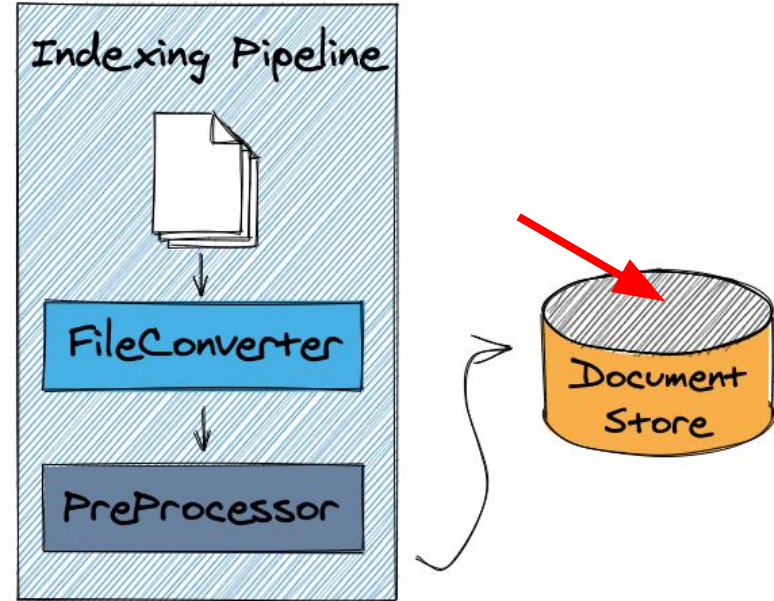 Indexing Pipeline
FileConverter
PreProcessor
Document
Store